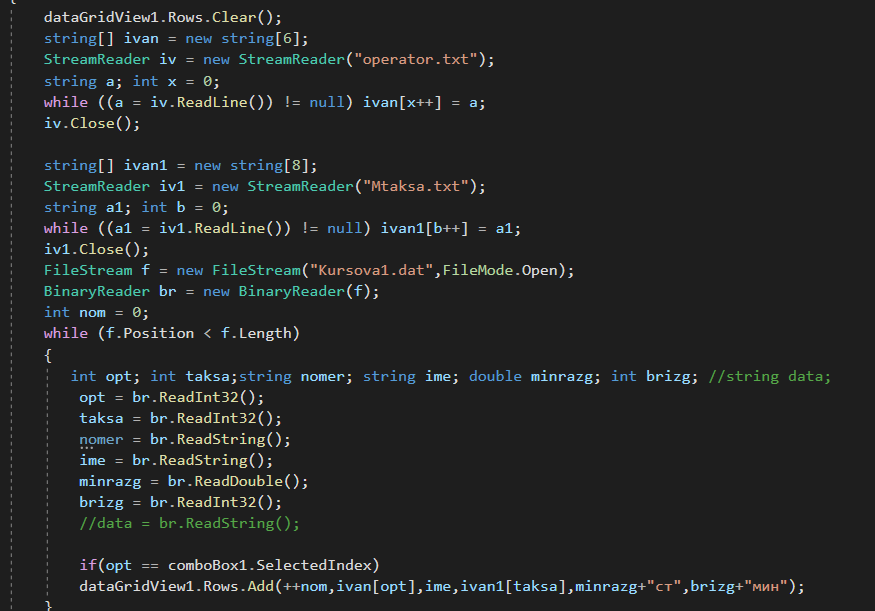 dataGridView1.Rows.Clear();
string[] ivan = new string[6];
StreamReader iv = new StreamReader("operator.txt");
string a; int x = 0;
while ((a = iv.ReadLine()) != null) ivan[x++] = a;
iv.Close();

string[] ivan1 = new string[8];
StreamReader iv1 = new StreamReader("Mtaksa.txt");
string a1; int b = 0;
while ((a1 = iv1.ReadLine()) != null) ivan1[b++] = a1;
iv1.Close();
FileStream f = new FileStream("Kursova1.dat",FileMode.Open);
BinaryReader br = new BinaryReader(f);
int nom = 0;
while (f.Position < f.Length)
{
int opt; int taksa;string nomer; string ime; double minrazg; int brizg; //string data;
opt = br.ReadInt32();
taksa = br.ReadInt32();
nomer = br.ReadString();
ime = br.ReadString();
minrazg = br.ReadDouble();
brizg = br.ReadInt32();
//data = br.ReadString();

if(opt == comboBox1.SelectedIndex)
dataGridView1.Rows.Add(++nom,ivan[opt],ime,ivan1[taksa],minrazg+"ст",brizg+"мин");
}